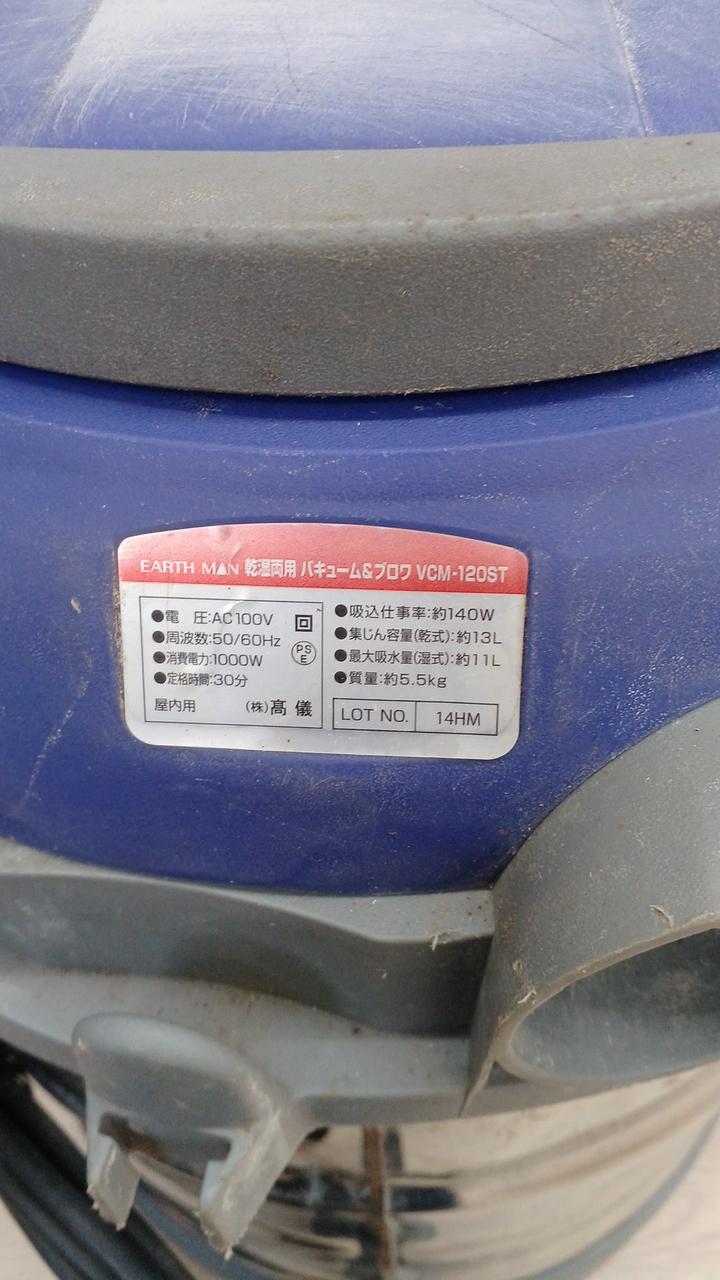 EARTH MAN 乾湿両用 バキューム&ブロワ VCM-120ST
●電 圧:AC100V
●周波数:50/60Hz
●消費電力:1000W
●定格時間:30分
屋内用 (株)髙儀
PS
E
●吸込仕事率:約140W
●集じん容量(乾式):約13L
●最大吸水量(湿式):約11L
●質量:約5.5kg
LOT NO. 14HM